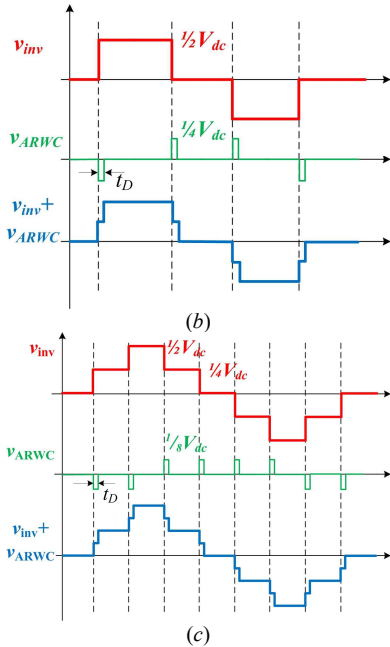 v_inv
½V_dc
v_ARWC
¼V_dc
t_D
v_inv+
v_ARWC
(b)
v_inv
½V_dc
¼V_dc
v_ARWC
1/8V_dc
t_D
v_inv+
v_ARWC
(c)